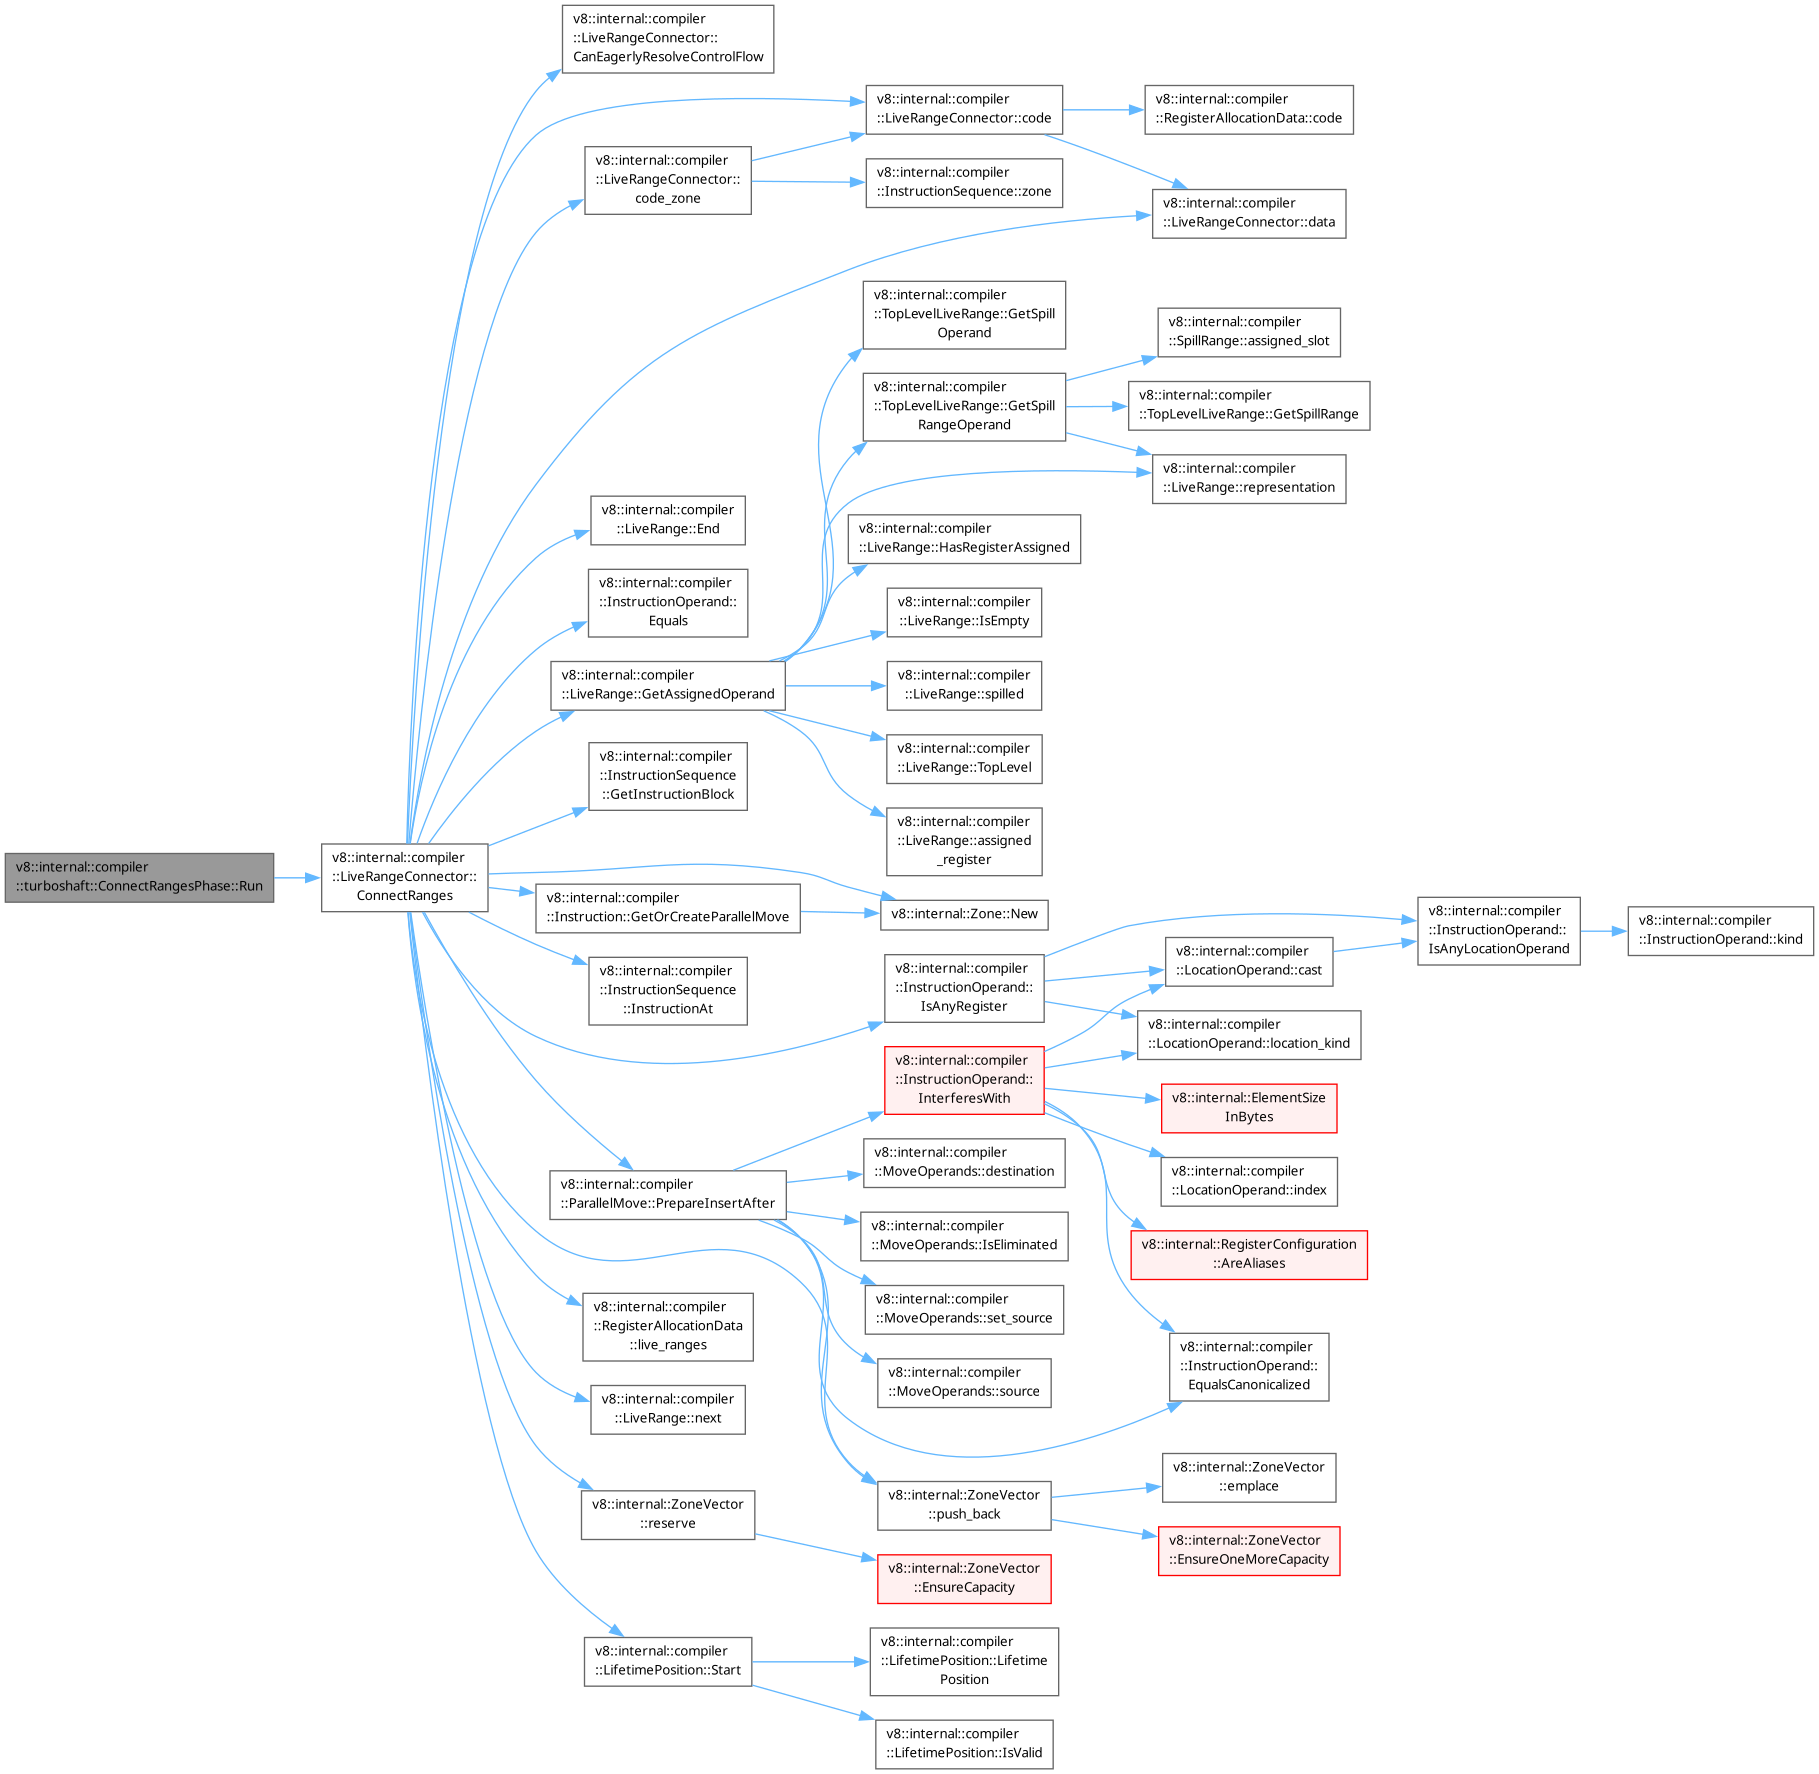 v8::internal::compiler
::turboshaft::ConnectRangesPhase::Run
v8::internal::compiler
::LiveRangeConnector::
ConnectRanges
v8::internal::compiler
::LiveRangeConnector::
CanEagerlyResolveControlFlow
v8::internal::compiler
::LiveRangeConnector::
code_zone
v8::internal::compiler
::LiveRange::End
v8::internal::compiler
::InstructionOperand::
Equals
v8::internal::compiler
::LiveRange::GetAssignedOperand
v8::internal::compiler
::InstructionSequence
::GetInstructionBlock
v8::internal::compiler
::Instruction::GetOrCreateParallelMove
v8::internal::compiler
::InstructionSequence
::InstructionAt
v8::internal::compiler
::ParallelMove::PrepareInsertAfter
v8::internal::compiler
::RegisterAllocationData
::live_ranges
v8::internal::compiler
::LiveRange::next
v8::internal::ZoneVector
::reserve
v8::internal::compiler
::LifetimePosition::Start
v8::internal::compiler
::LiveRangeConnector::code
v8::internal::compiler
::InstructionSequence::zone
v8::internal::compiler
::TopLevelLiveRange::GetSpill
Operand
v8::internal::compiler
::TopLevelLiveRange::GetSpill
RangeOperand
v8::internal::compiler
::LiveRange::HasRegisterAssigned
v8::internal::compiler
::LiveRange::IsEmpty
v8::internal::compiler
::LiveRange::spilled
v8::internal::compiler
::LiveRange::TopLevel
v8::internal::compiler
::LiveRange::assigned
_register
v8::internal::Zone::New
v8::internal::compiler
::InstructionOperand::
IsAnyRegister
v8::internal::compiler
::InstructionOperand::
InterferesWith
v8::internal::compiler
::MoveOperands::destination
v8::internal::compiler
::MoveOperands::IsEliminated
v8::internal::compiler
::MoveOperands::set_source
v8::internal::compiler
::MoveOperands::source
v8::internal::ZoneVector
::push_back
v8::internal::ZoneVector
::EnsureCapacity
v8::internal::compiler
::LifetimePosition::Lifetime
Position
v8::internal::compiler
::LifetimePosition::IsValid
v8::internal::compiler
::RegisterAllocationData::code
v8::internal::compiler
::LiveRangeConnector::data
v8::internal::compiler
::SpillRange::assigned_slot
v8::internal::compiler
::TopLevelLiveRange::GetSpillRange
v8::internal::compiler
::LiveRange::representation
v8::internal::compiler
::LocationOperand::cast
v8::internal::compiler
::LocationOperand::location_kind
v8::internal::ElementSize
InBytes
v8::internal::compiler
::LocationOperand::index
v8::internal::RegisterConfiguration
::AreAliases
v8::internal::compiler
::InstructionOperand::
EqualsCanonicalized
v8::internal::ZoneVector
::emplace
v8::internal::ZoneVector
::EnsureOneMoreCapacity
v8::internal::compiler
::InstructionOperand::
IsAnyLocationOperand
v8::internal::compiler
::InstructionOperand::kind